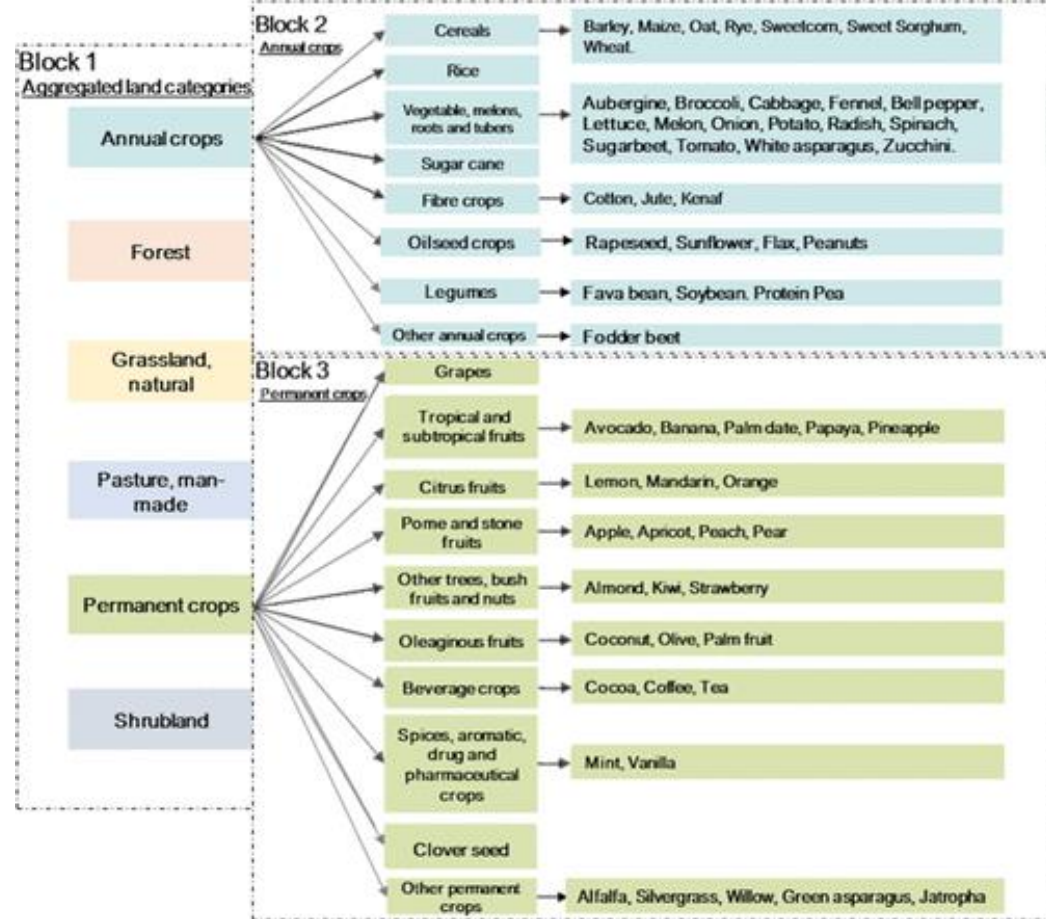 Block 1
Aggregated land categories
Annual crops
Forest
Grassland,
natural
Pasture, man-
made
Permanent crops
Shrubland
Block 2
Annual crops
Cereals
Barley, Maize, Oat, Rye, Sweetcorn, Sweet Sorghum,
Wheat.
Rice
Vegetable, melons,
roots and tubers
Aubergine, Broccoli, Cabbage, Fennel, Bell pepper,
Lettuce, Melon, Onion, Potato, Radish, Spinach,
Sugarbeet, Tomato, White asparagus, Zucchini.
Sugar cane
Fibre crops
Cotton, Jute, Kenaf
Oilseed crops
Rapeseed, Sunflower, Flax, Peanuts
Legumes
Fava bean, Soybean. Protein Pea
Other annual crops
Fodder beet
Block 3
Permanent crops
Grapes
Tropical and
subtropical fruits
Avocado, Banana, Palm date, Papaya, Pineapple
Citrus fruits
Lemon, Mandarin, Orange
Pome and stone
fruits
Apple, Apricot, Peach, Pear
Other trees, bush
fruits and nuts
Almond, Kiwi, Strawberry
Oleaginous fruits
Coconut, Olive, Palm fruit
Beverage crops
Cocoa, Coffee, Tea
Spices, aromatic,
drug and
pharmaceutical
crops
Mint, Vanilla
Clover seed
Other permanent
crops
Alfalfa, Silvergrass, Willow, Green asparagus, Jatropha